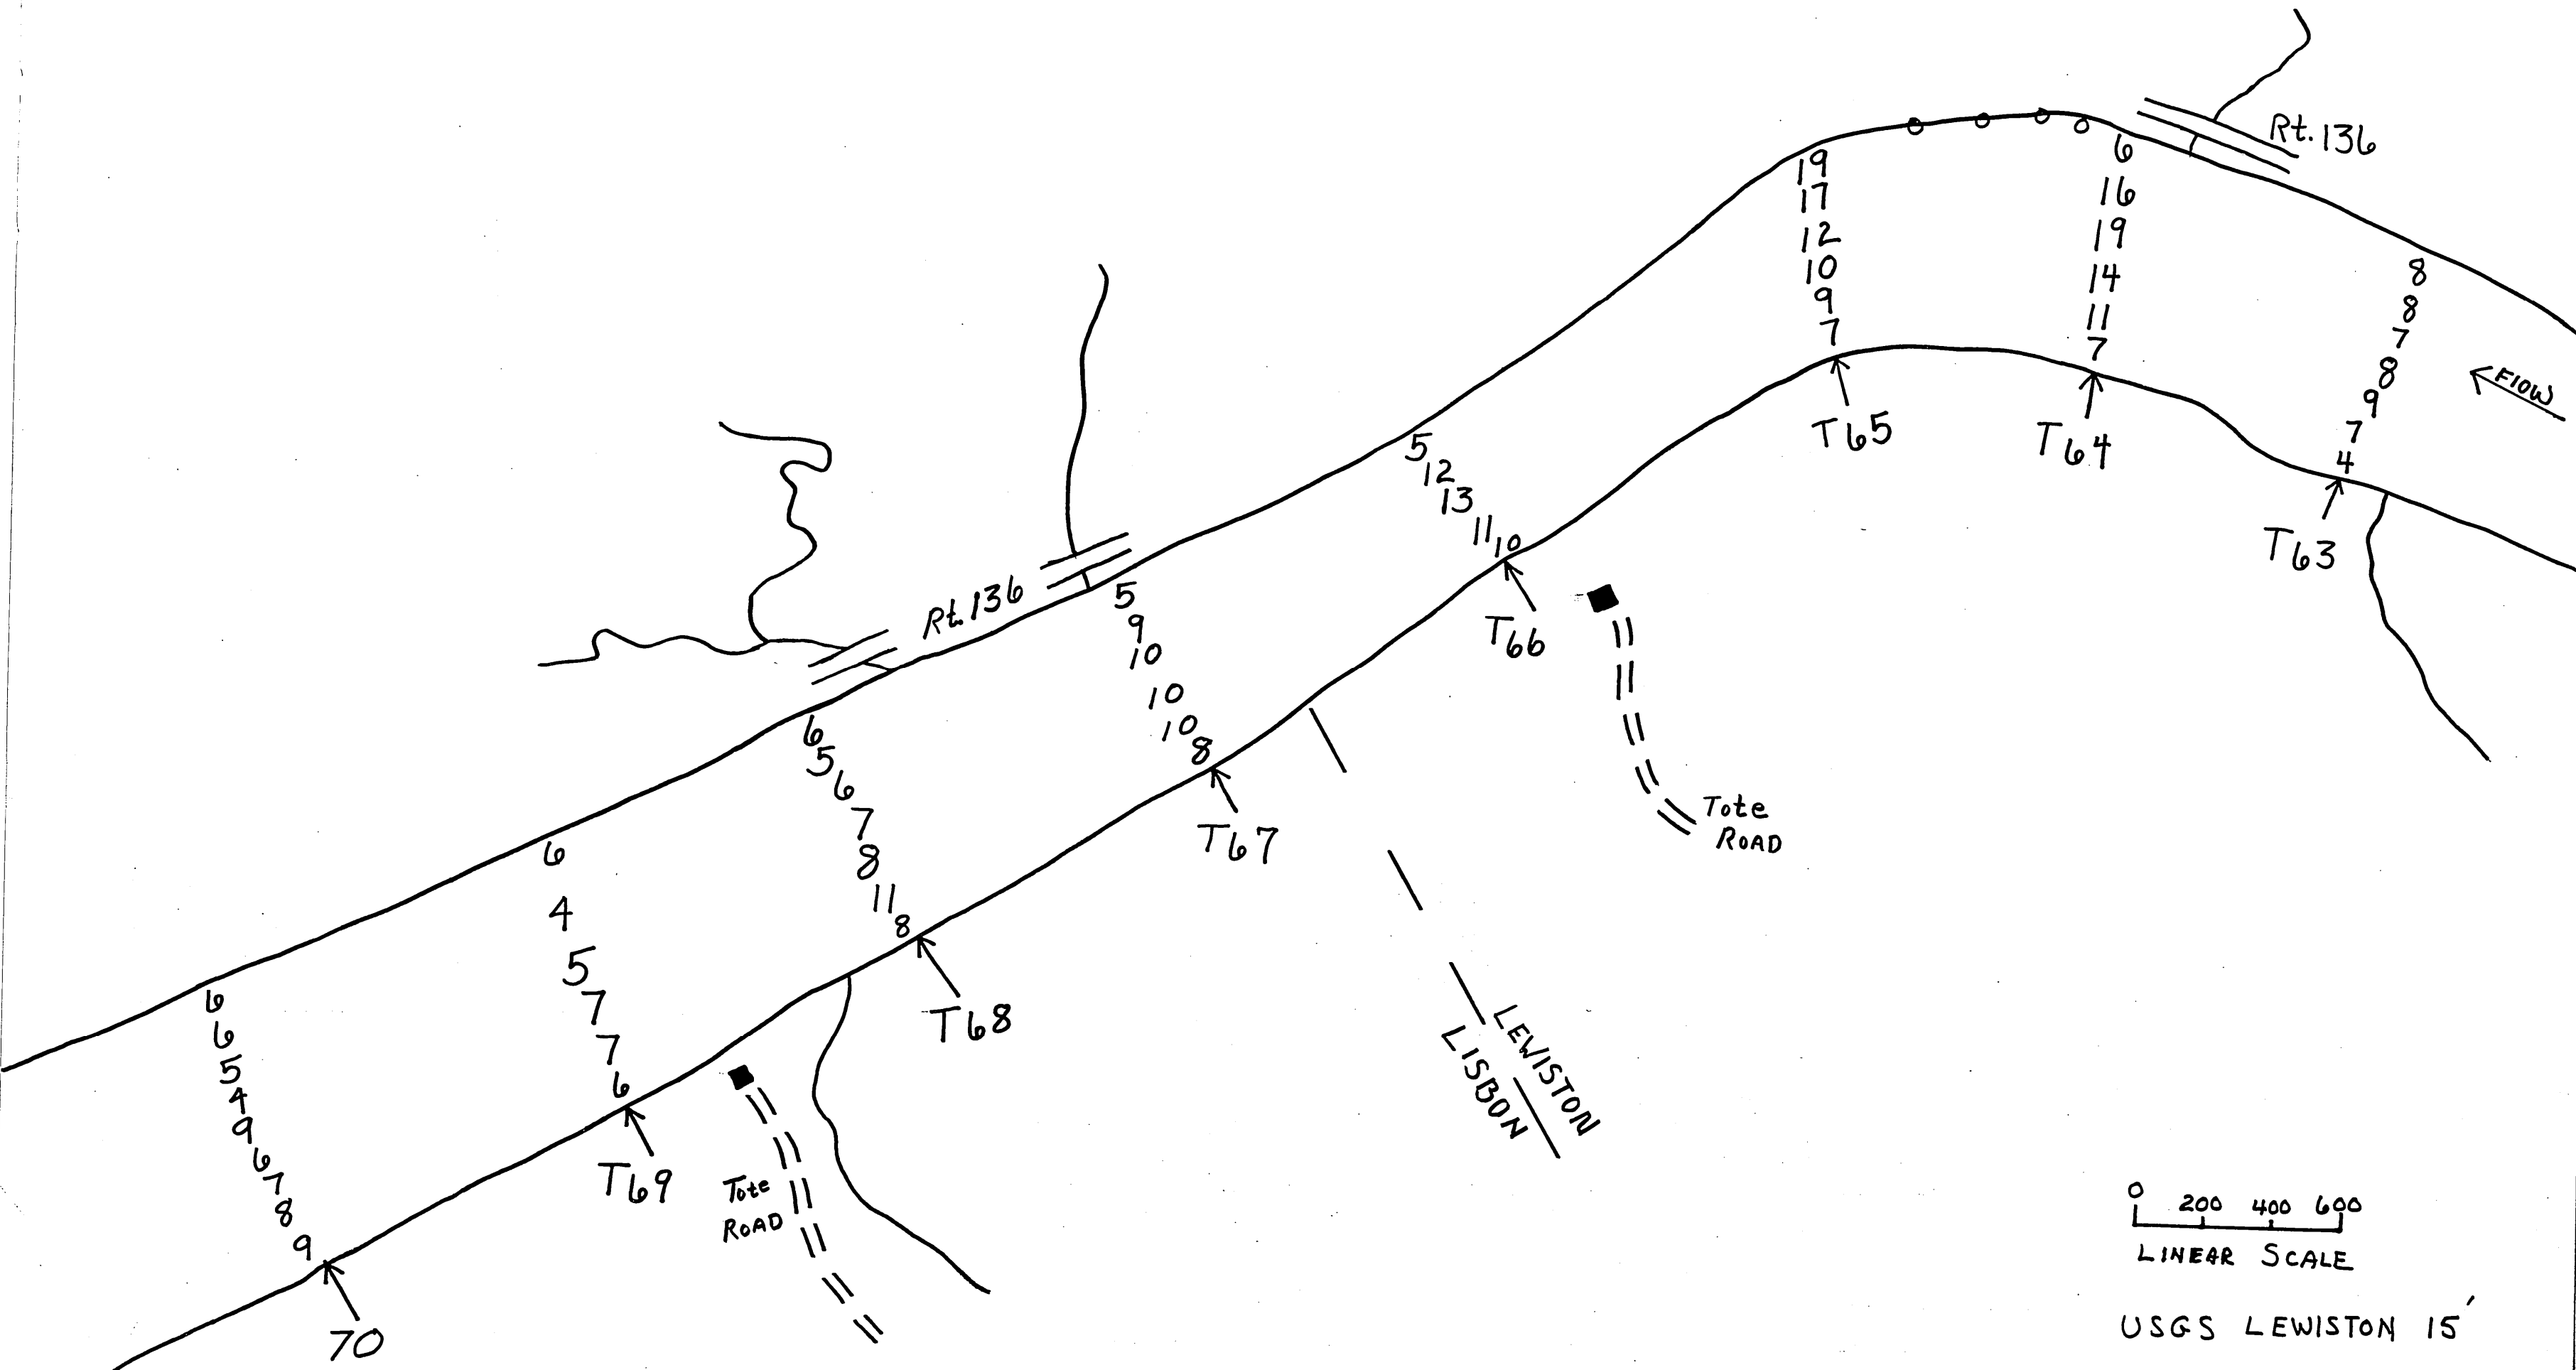 Rt. 136
6
16
19
14
11
7
T64
19
17
12
10
9
7
T65
8
8
7
8
9
7
4
T63
FlOW
5
12
13
11
10
T66
Tote
ROAD
Rt. 136
5
9
10
10
10
8
T67
6
5
6
7
8
11
8
T68
6
4
5
7
7
6
T69
Tote
ROAD
6
6
5
4
9
6
7
8
9
70
LEWISTON
LISBON
0 200 400 600
LINEAR SCALE
USGS LEWISTON 15'